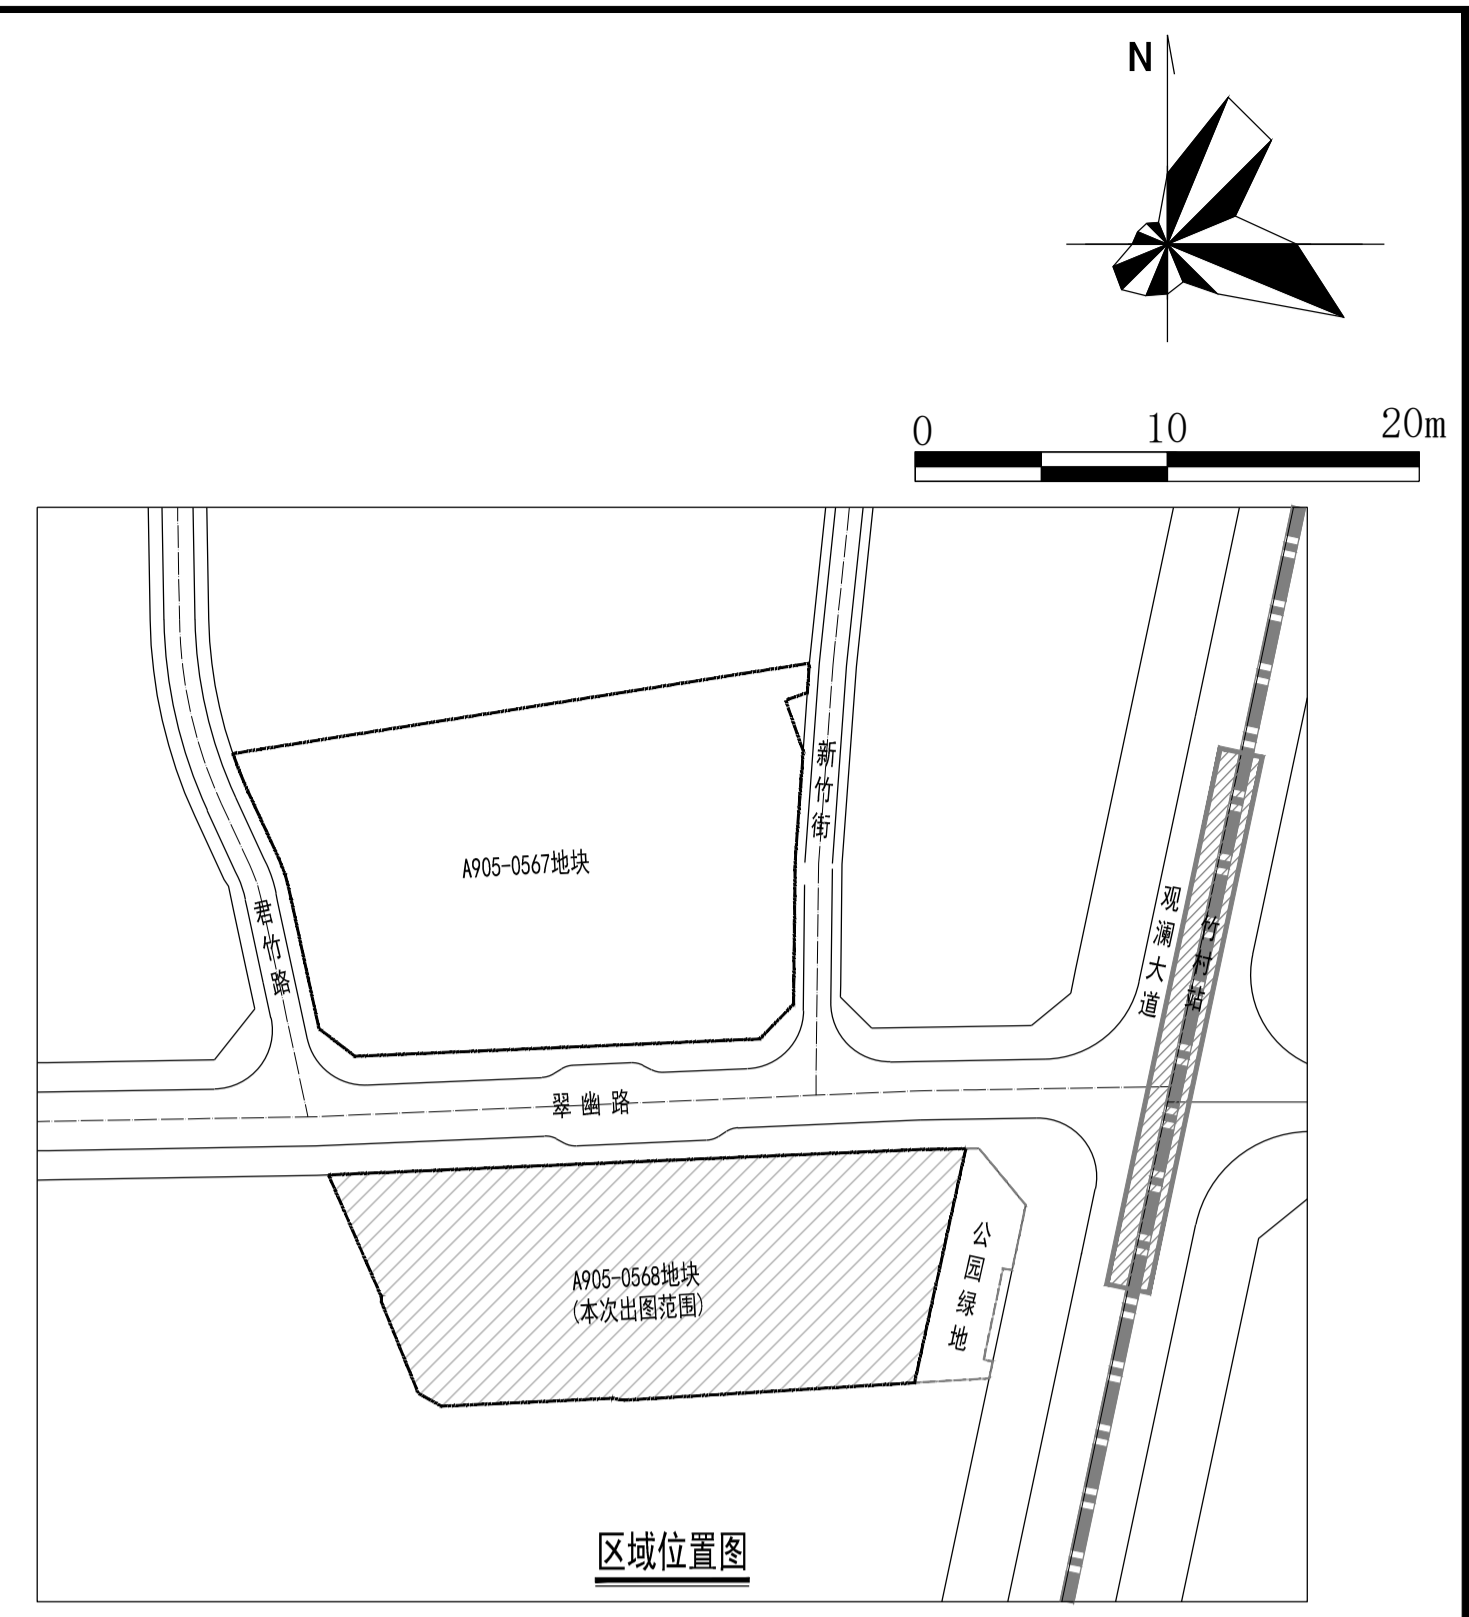 N
0 10 20m
新竹街
A905-0567地块
君竹路
观澜大道
竹村站
翠幽路
公园绿地
A905-0568地块
(本次出图范围)
区域位置图